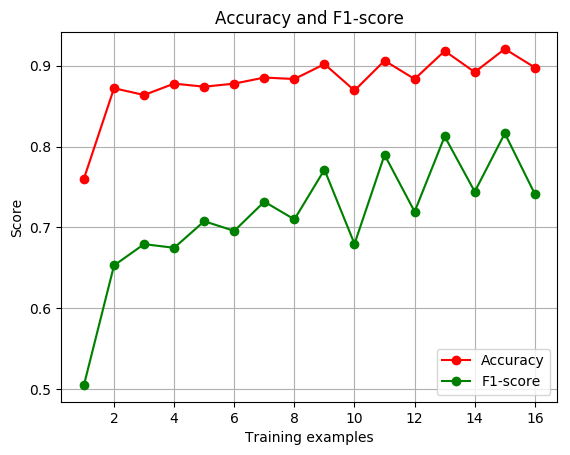 Accuracy and F1-score
Score
0.9
0.8
0.7
0.6
0.5
2 4 6 8 10 12 14 16
Training examples
Accuracy
F1-score